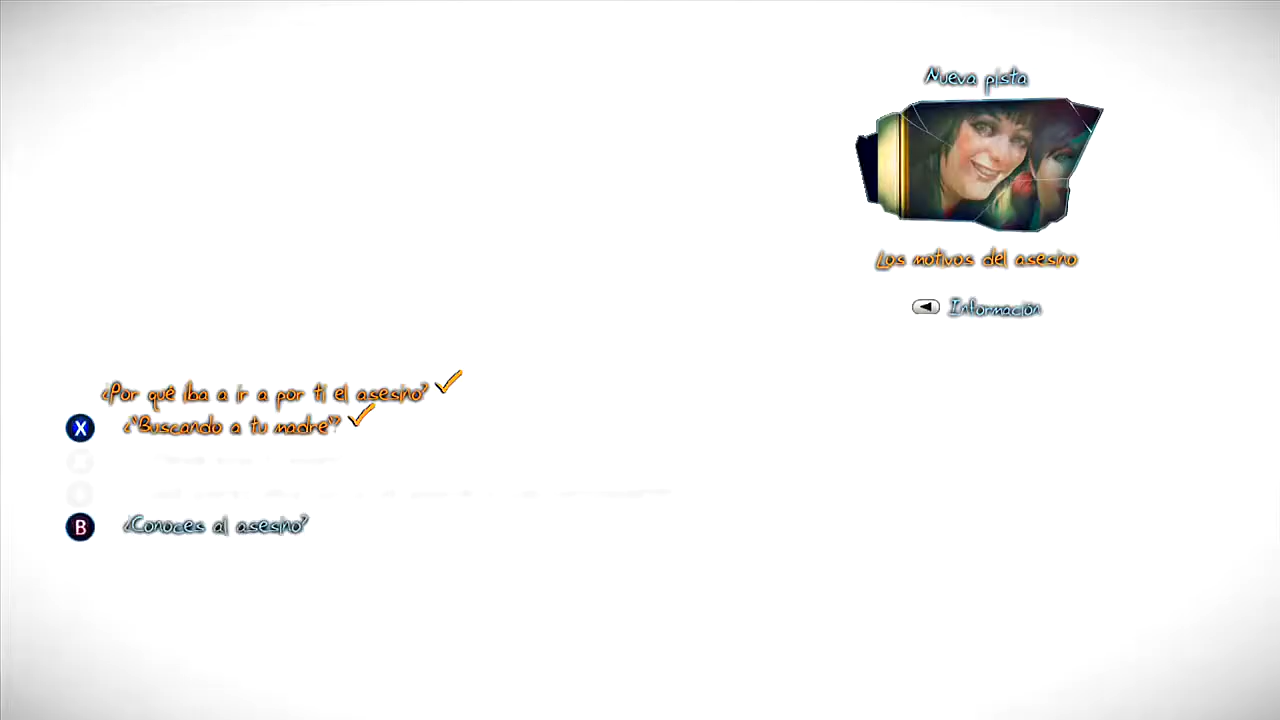 Nueva pista
Los motivos del asesino
Información
¿Por qué iba a ir a por ti el asesino?
X ¿"Buscando a tu madre"?
B ¿Conoces al asesino?